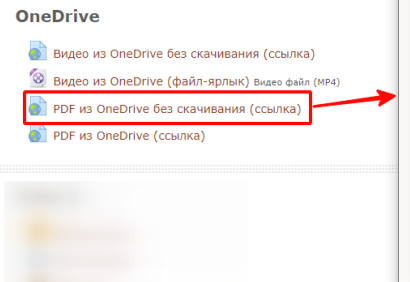 OneDrive
Видео из OneDrive без скачивания (ссылка)
Видео из OneDrive (файл-ярлык) Видео файл (MP4)
PDF из OneDrive без скачивания (ссылка)
PDF из OneDrive (ссылка)